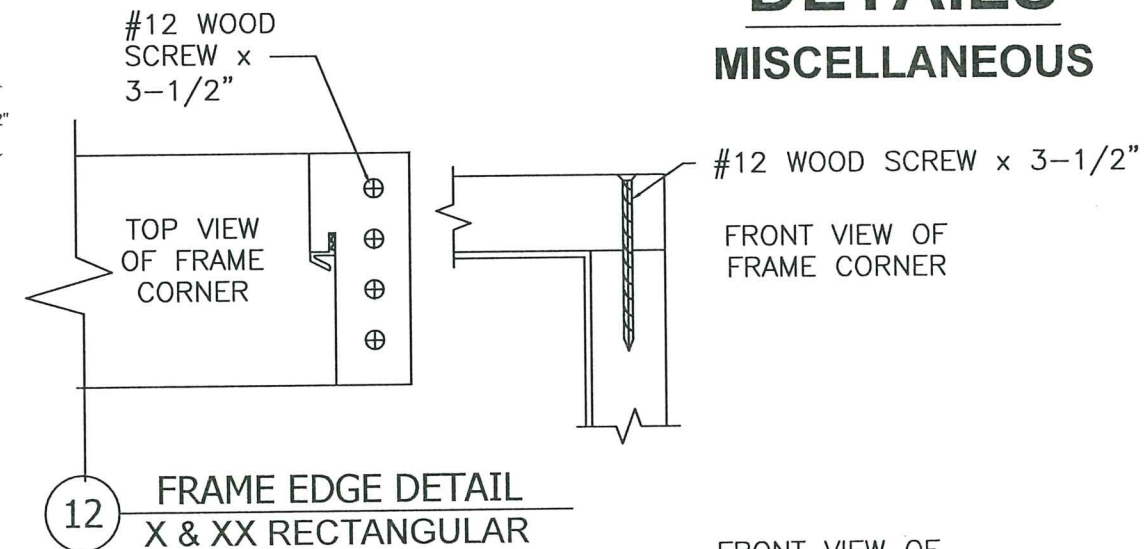 DETAILS
MISCELLANEOUS
#12 WOOD
SCREW x
3-1/2"
#12 WOOD SCREW x 3-1/2"
TOP VIEW
OF FRAME
CORNER
FRONT VIEW OF
FRAME CORNER
12
FRAME EDGE DETAIL
X & XX RECTANGULAR
FRONT VIEW OF